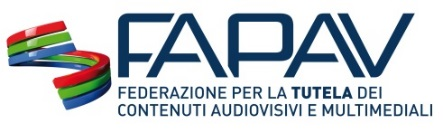 FAPAV
FEDERAZIONE PER LA TUTELA DEI
CONTENUTI AUDIOVISIVI E MULTIMEDIALI